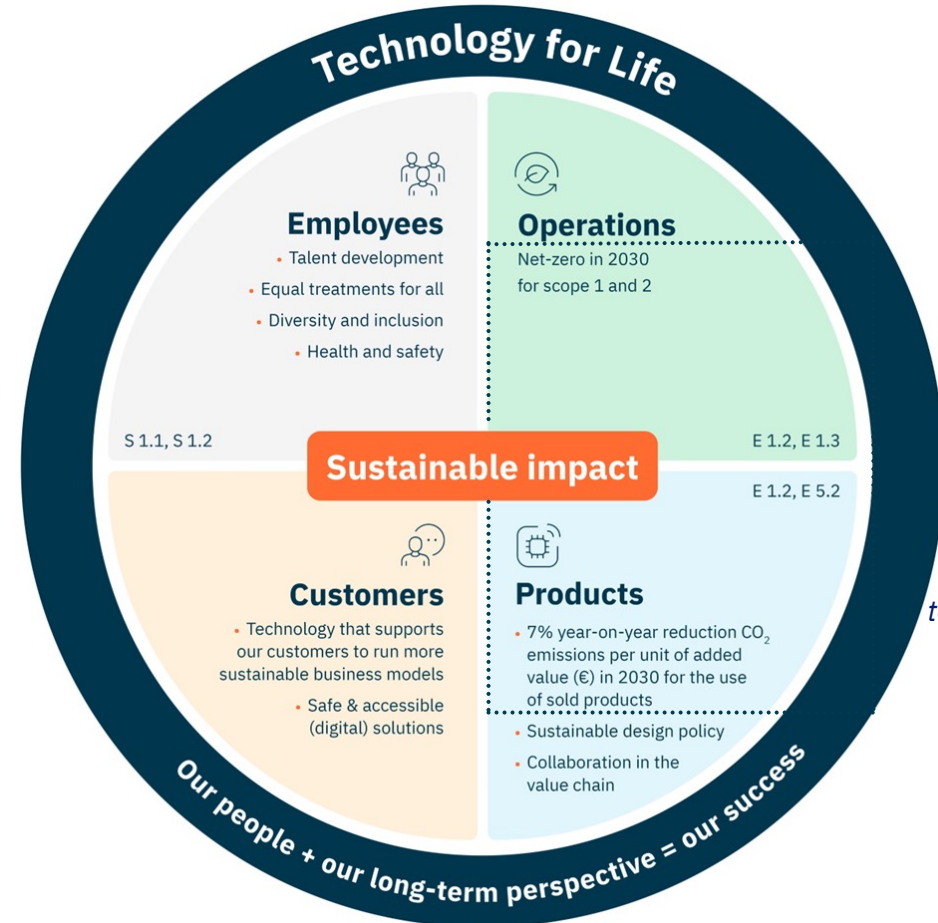 Technology for Life
Employees
• Talent development
• Equal treatments for all
• Diversity and inclusion
• Health and safety
S 1.1, S 1.2
Operations
Net-zero in 2030
for scope 1 and 2
E 1.2, E 1.3
Sustainable impact
Customers
• Technology that supports
our customers to run more
sustainable business models
• Safe & accessible
(digital) solutions
E 1.2, E 5.2
Products
• 7% year-on-year reduction CO₂
emissions per unit of added
value (€) in 2030 for the use
of sold products
• Sustainable design policy
• Collaboration in the
value chain
t
Our people + our long-term perspective = our success